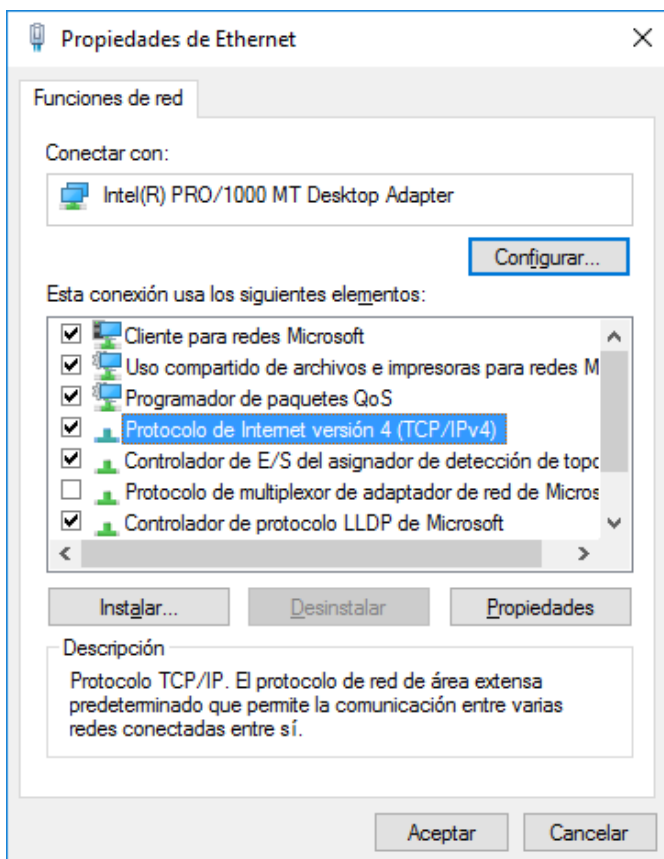 Propiedades de Ethernet
Funciones de red
Conectar con:
Intel(R) PRO/1000 MT Desktop Adapter
Configurar...
Esta conexión usa los siguientes elementos:
Cliente para redes Microsoft
Uso compartido de archivos e impresoras para redes M
Programador de paquetes QoS
Protocolo de Internet versión 4 (TCP/IPv4)
Controlador de E/S del asignador de detección de topo
Protocolo de multiplexor de adaptador de red de Micros
Controlador de protocolo LLDP de Microsoft
Instalar...
Desinstalar
Propiedades
Descripción
Protocolo TCP/IP. El protocolo de red de área extensa
predeterminado que permite la comunicación entre varias
redes conectadas entre sí.
Aceptar
Cancelar